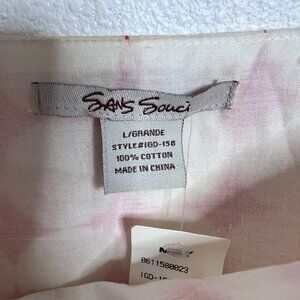 SANS Souci
L/GRANDE
STYLE#IGD-158
100% COTTON
MADE IN CHINA
0611580023